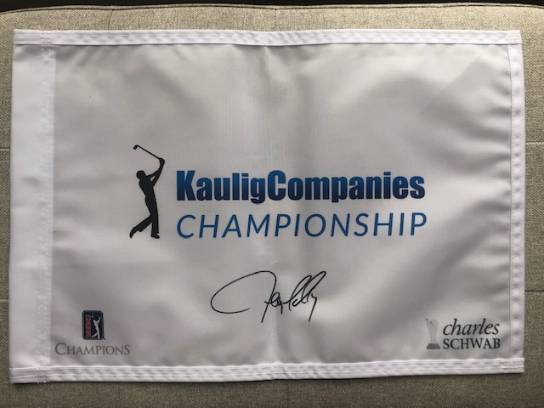 KauligCompanies
CHAMPIONSHIP
CHAMPIONS
charles
SCHWAB